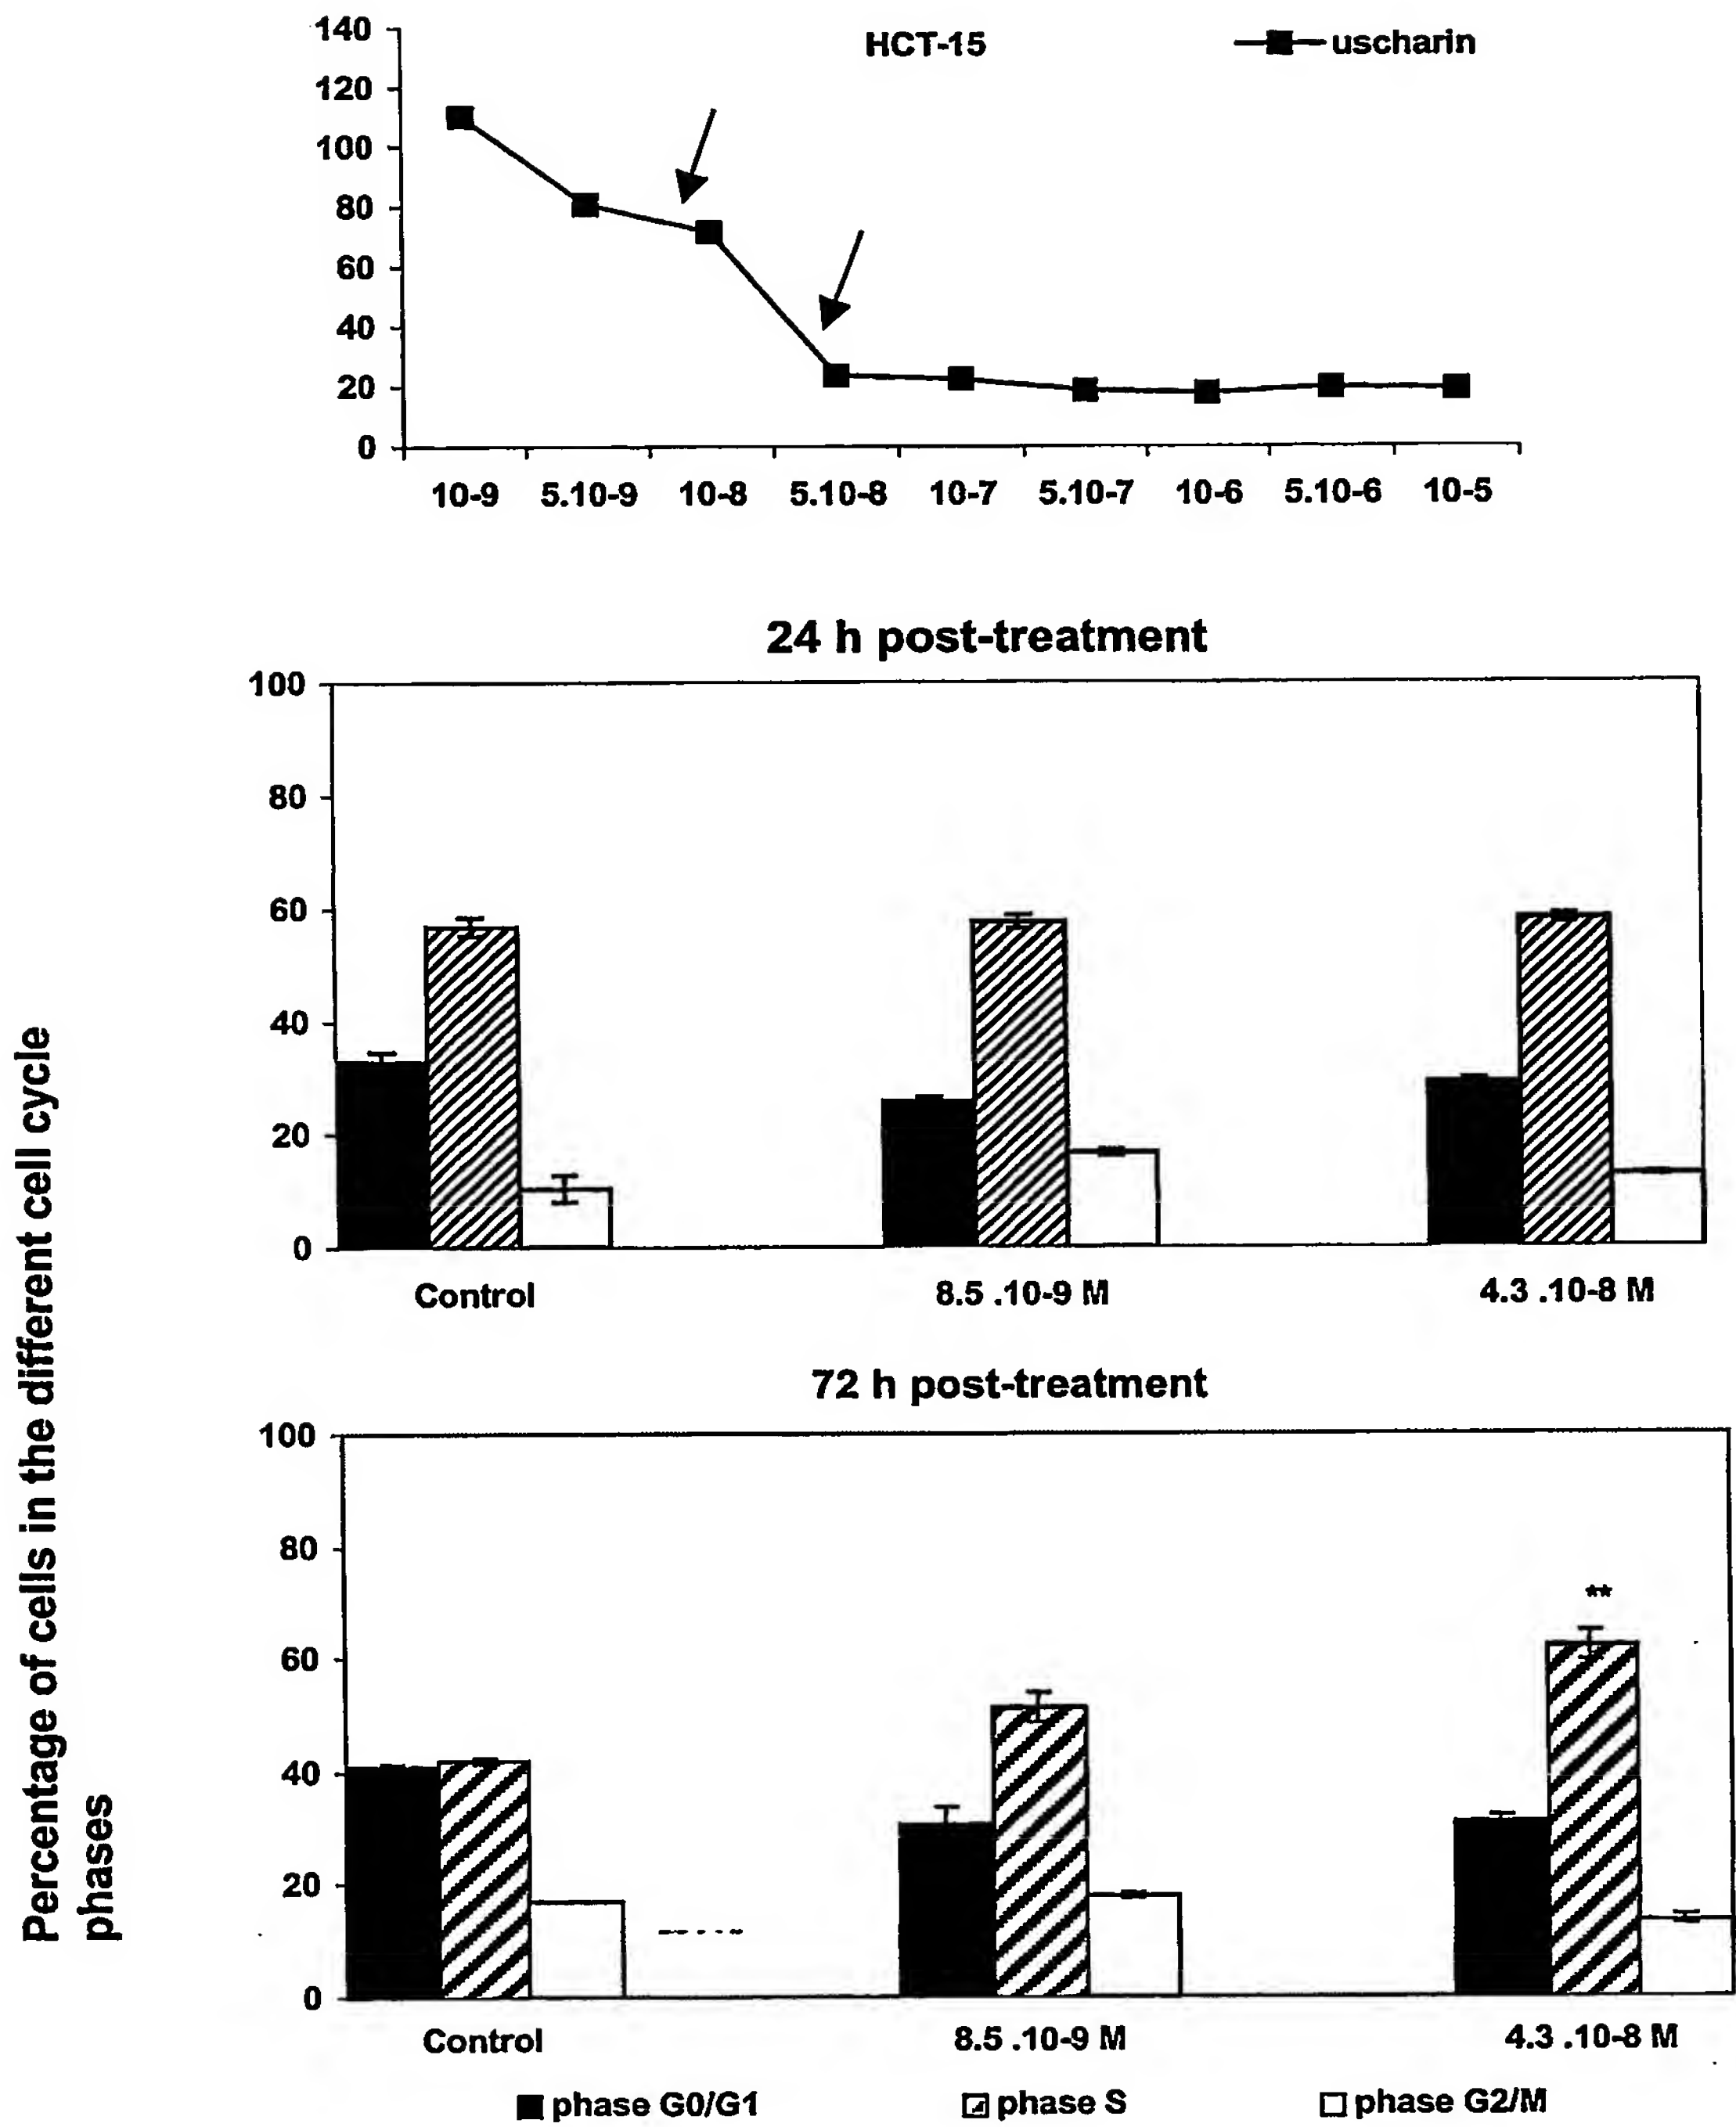 HCT-15
uscharin
140
120
100
80
60
40
20
0
10-9 5.10-9 10-8 5.10-8 10-7 5.10-7 10-6 5.10-6 10-5
Percentage of cells in the different cell cycle
phases
24 h post-treatment
100
80
60
40
20
0
Control 8.5 .10-9 M 4.3 .10-8 M
72 h post-treatment
100
80
60
40
20
0
**
Control 8.5 .10-9 M 4.3 .10-8 M
phase G0/G1 phase S phase G2/M